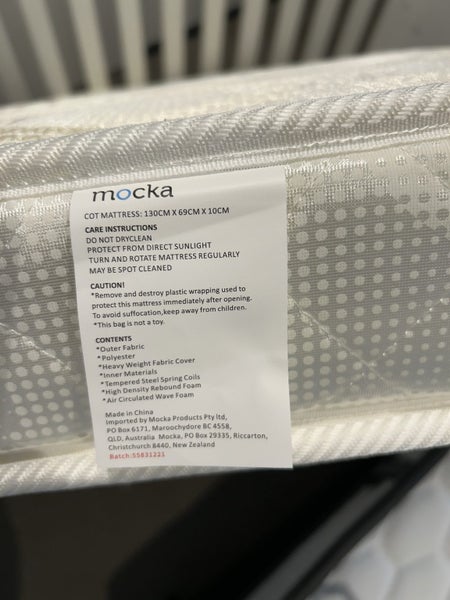 mocka
COT MATTRESS: 130CM X 69CM X 10CM
CARE INSTRUCTIONS
DO NOT DRYCLEAN
PROTECT FROM DIRECT SUNLIGHT
TURN AND ROTATE MATTRESS REGULARLY
MAY BE SPOT CLEANED
CAUTION!
*Remove and destroy plastic wrapping used to
protect this mattress immediately after opening.
To avoid suffocation,keep away from children.
*This bag is not a toy.
CONTENTS
*Outer Fabric
*Polyester
*Heavy Weight Fabric Cover
*Inner Materials
*Tempered Steel Spring Coils
*High Density Rebound Foam
*Air Circulated Wave Foam
Made in China
Imported by Mocka Products Pty ltd,
PO Box 6171, Maroochydore BC 4558,
QLD, Australia Mocka, PO Box 29335, Riccarton,
Christchurch 8440, New Zealand
Batch:55831221